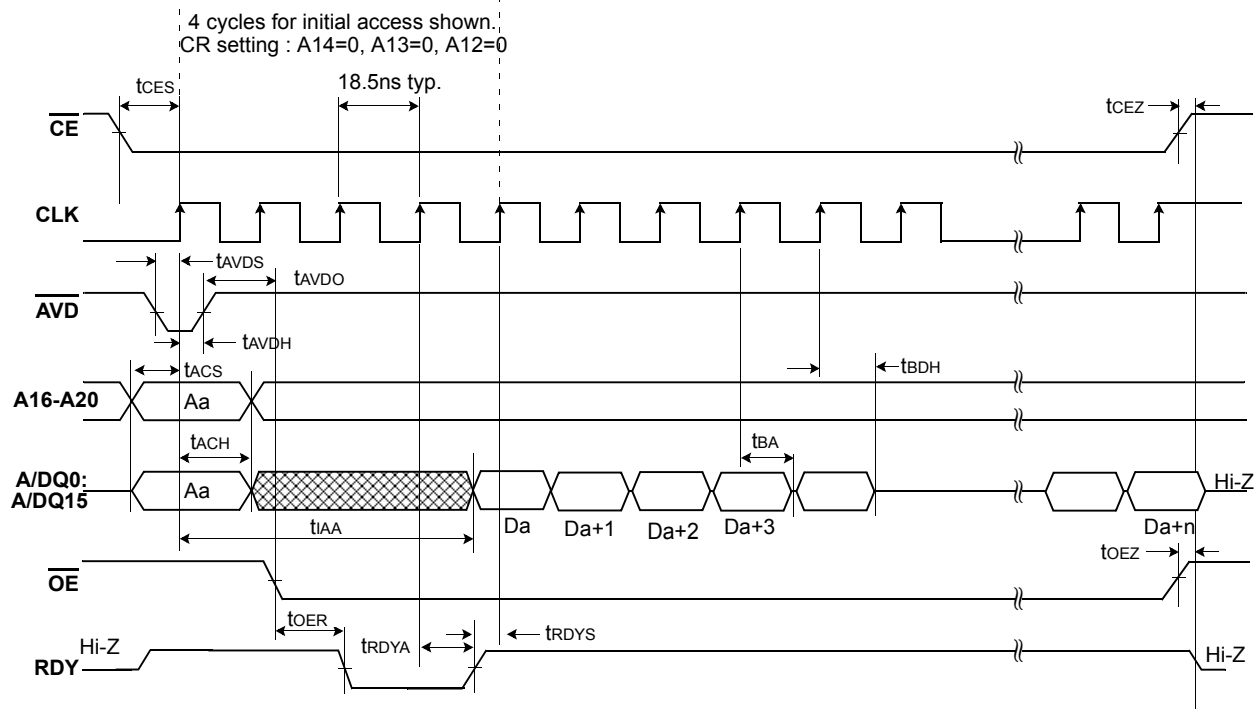 4 cycles for initial access shown.
CR setting : A14=0, A13=0, A12=0
18.5ns typ.
tCES
tCEZ
CE
CLK
tAVDS
tAVDO
AVD
tAVDH
tACS
tBDH
A16-A20
Aa
tACH
tBA
A/DQ0:
A/DQ15
Aa
Hi-Z
tIAA
Da
Da+1
Da+2
Da+3
Da+n
OE
tOEZ
tOER
tRDYA
tRDYS
Hi-Z
RDY
Hi-Z